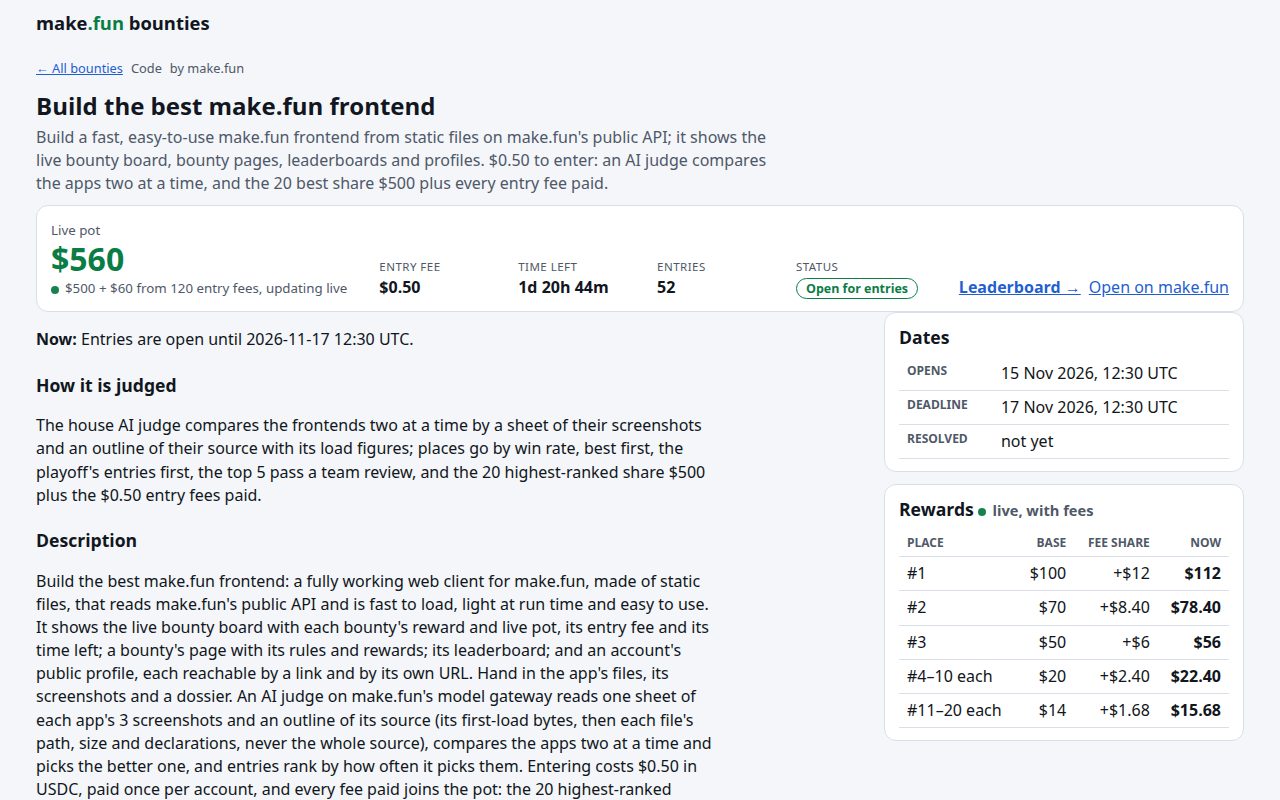 make.fun bounties
← All bounties Code by make.fun
Build the best make.fun frontend
Build a fast, easy-to-use make.fun frontend from static files on make.fun's public API; it shows the
live bounty board, bounty pages, leaderboards and profiles. $0.50 to enter: an AI judge compares
the apps two at a time, and the 20 best share $500 plus every entry fee paid.
Live pot
$560
$500 + $60 from 120 entry fees, updating live
ENTRY FEE
$0.50
TIME LEFT
1d 20h 44m
ENTRIES
52
STATUS
Open for entries
Leaderboard → Open on make.fun
Now: Entries are open until 2026-11-17 12:30 UTC.
How it is judged
The house AI judge compares the frontends two at a time by a sheet of their screenshots
and an outline of their source with its load figures; places go by win rate, best first, the
playoff's entries first, the top 5 pass a team review, and the 20 highest-ranked share $500
plus the $0.50 entry fees paid.
Description
Build the best make.fun frontend: a fully working web client for make.fun, made of static
files, that reads make.fun's public API and is fast to load, light at run time and easy to use.
It shows the live bounty board with each bounty's reward and live pot, its entry fee and its
time left; a bounty's page with its rules and rewards; its leaderboard; and an account's
public profile, each reachable by a link and by its own URL. Hand in the app's files, its
screenshots and a dossier. An AI judge on make.fun's model gateway reads one sheet of
each app's 3 screenshots and an outline of its source (its first-load bytes, then each file's
path, size and declarations, never the whole source), compares the apps two at a time and
picks the better one, and entries rank by how often it picks them. Entering costs $0.50 in
USDC, paid once per account, and every fee paid joins the pot: the 20 highest-ranked
Dates
OPENS 15 Nov 2026, 12:30 UTC
DEADLINE 17 Nov 2026, 12:30 UTC
RESOLVED not yet
Rewards live, with fees
PLACE BASE FEE SHARE NOW
#1 $100 +$12 $112
#2 $70 +$8.40 $78.40
#3 $50 +$6 $56
#4–10 each $20 +$2.40 $22.40
#11–20 each $14 +$1.68 $15.68